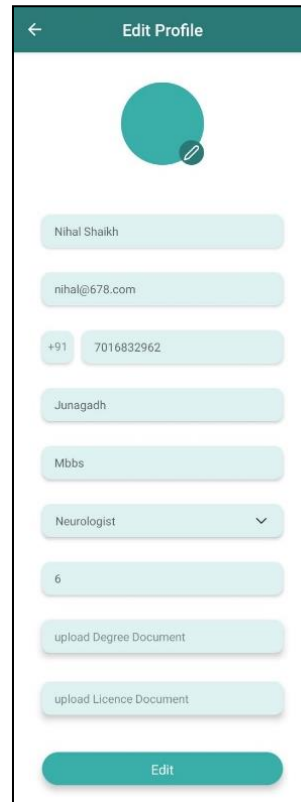 Edit Profile
Nihal Shaikh
nihal@678.com
+91 7016832962
Junagadh
Mbbs
Neurologist
6
upload Degree Document
upload Licence Document
Edit